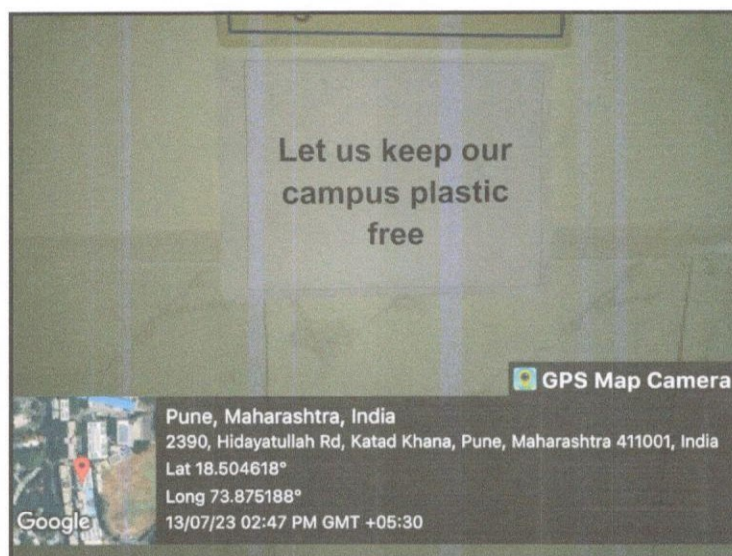 Let us keep our
campus plastic
free
GPS Map Camera
Pune, Maharashtra, India
2390, Hidayatullah Rd, Katad Khana, Pune, Maharashtra 411001, India
Lat 18.504618°
Long 73.875188°
13/07/23 02:47 PM GMT +05:30
Google